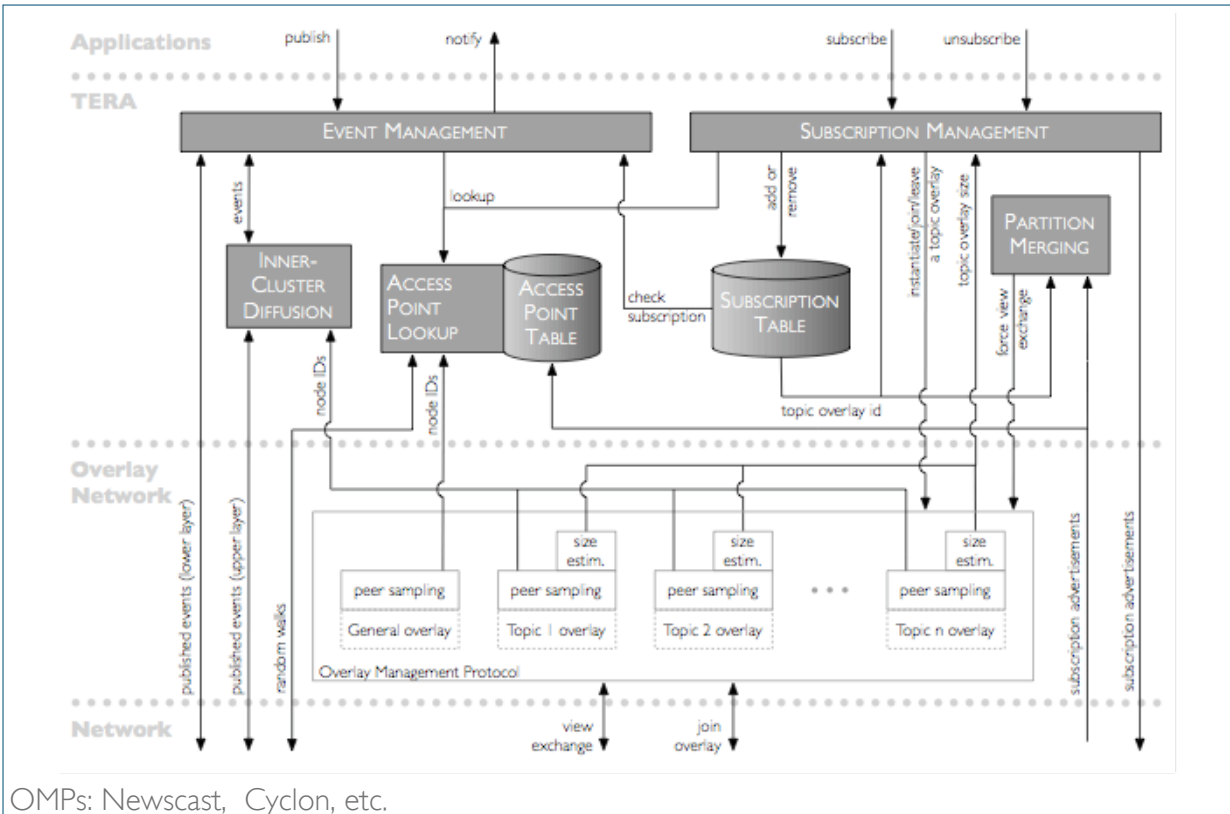 Applications
publish
notify
subscribe
unsubscribe
TERA
EVENT MANAGEMENT
SUBSCRIPTION MANAGEMENT
events
lookup
add or
remove
instantiate/join/leave
a topic overlay
topic overlay size
PARTITION
MERGING
INNER-
CLUSTER
DIFFUSION
ACCESS
POINT
LOOKUP
ACCESS
POINT
TABLE
check
subscription
SUBSCRIPTION
TABLE
force view
exchange
node IDs
node IDs
topic overlay id
Overlay
Network
published events (lower layer)
published events (upper layer)
random walks
size
estim.
size
estim.
size
estim.
peer sampling
peer sampling
peer sampling
• • •
peer sampling
General overlay
Topic 1 overlay
Topic 2 overlay
Topic n overlay
Overlay Management Protocol
subscription advertisements
subscription advertisements
Network
view
exchange
join
overlay
OMPs: Newscast, Cyclon, etc.